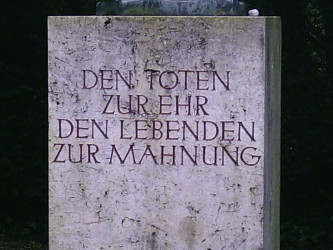 DEN TOTEN
ZUR EHR
DEN LEBENDEN
ZUR MAHNUNG